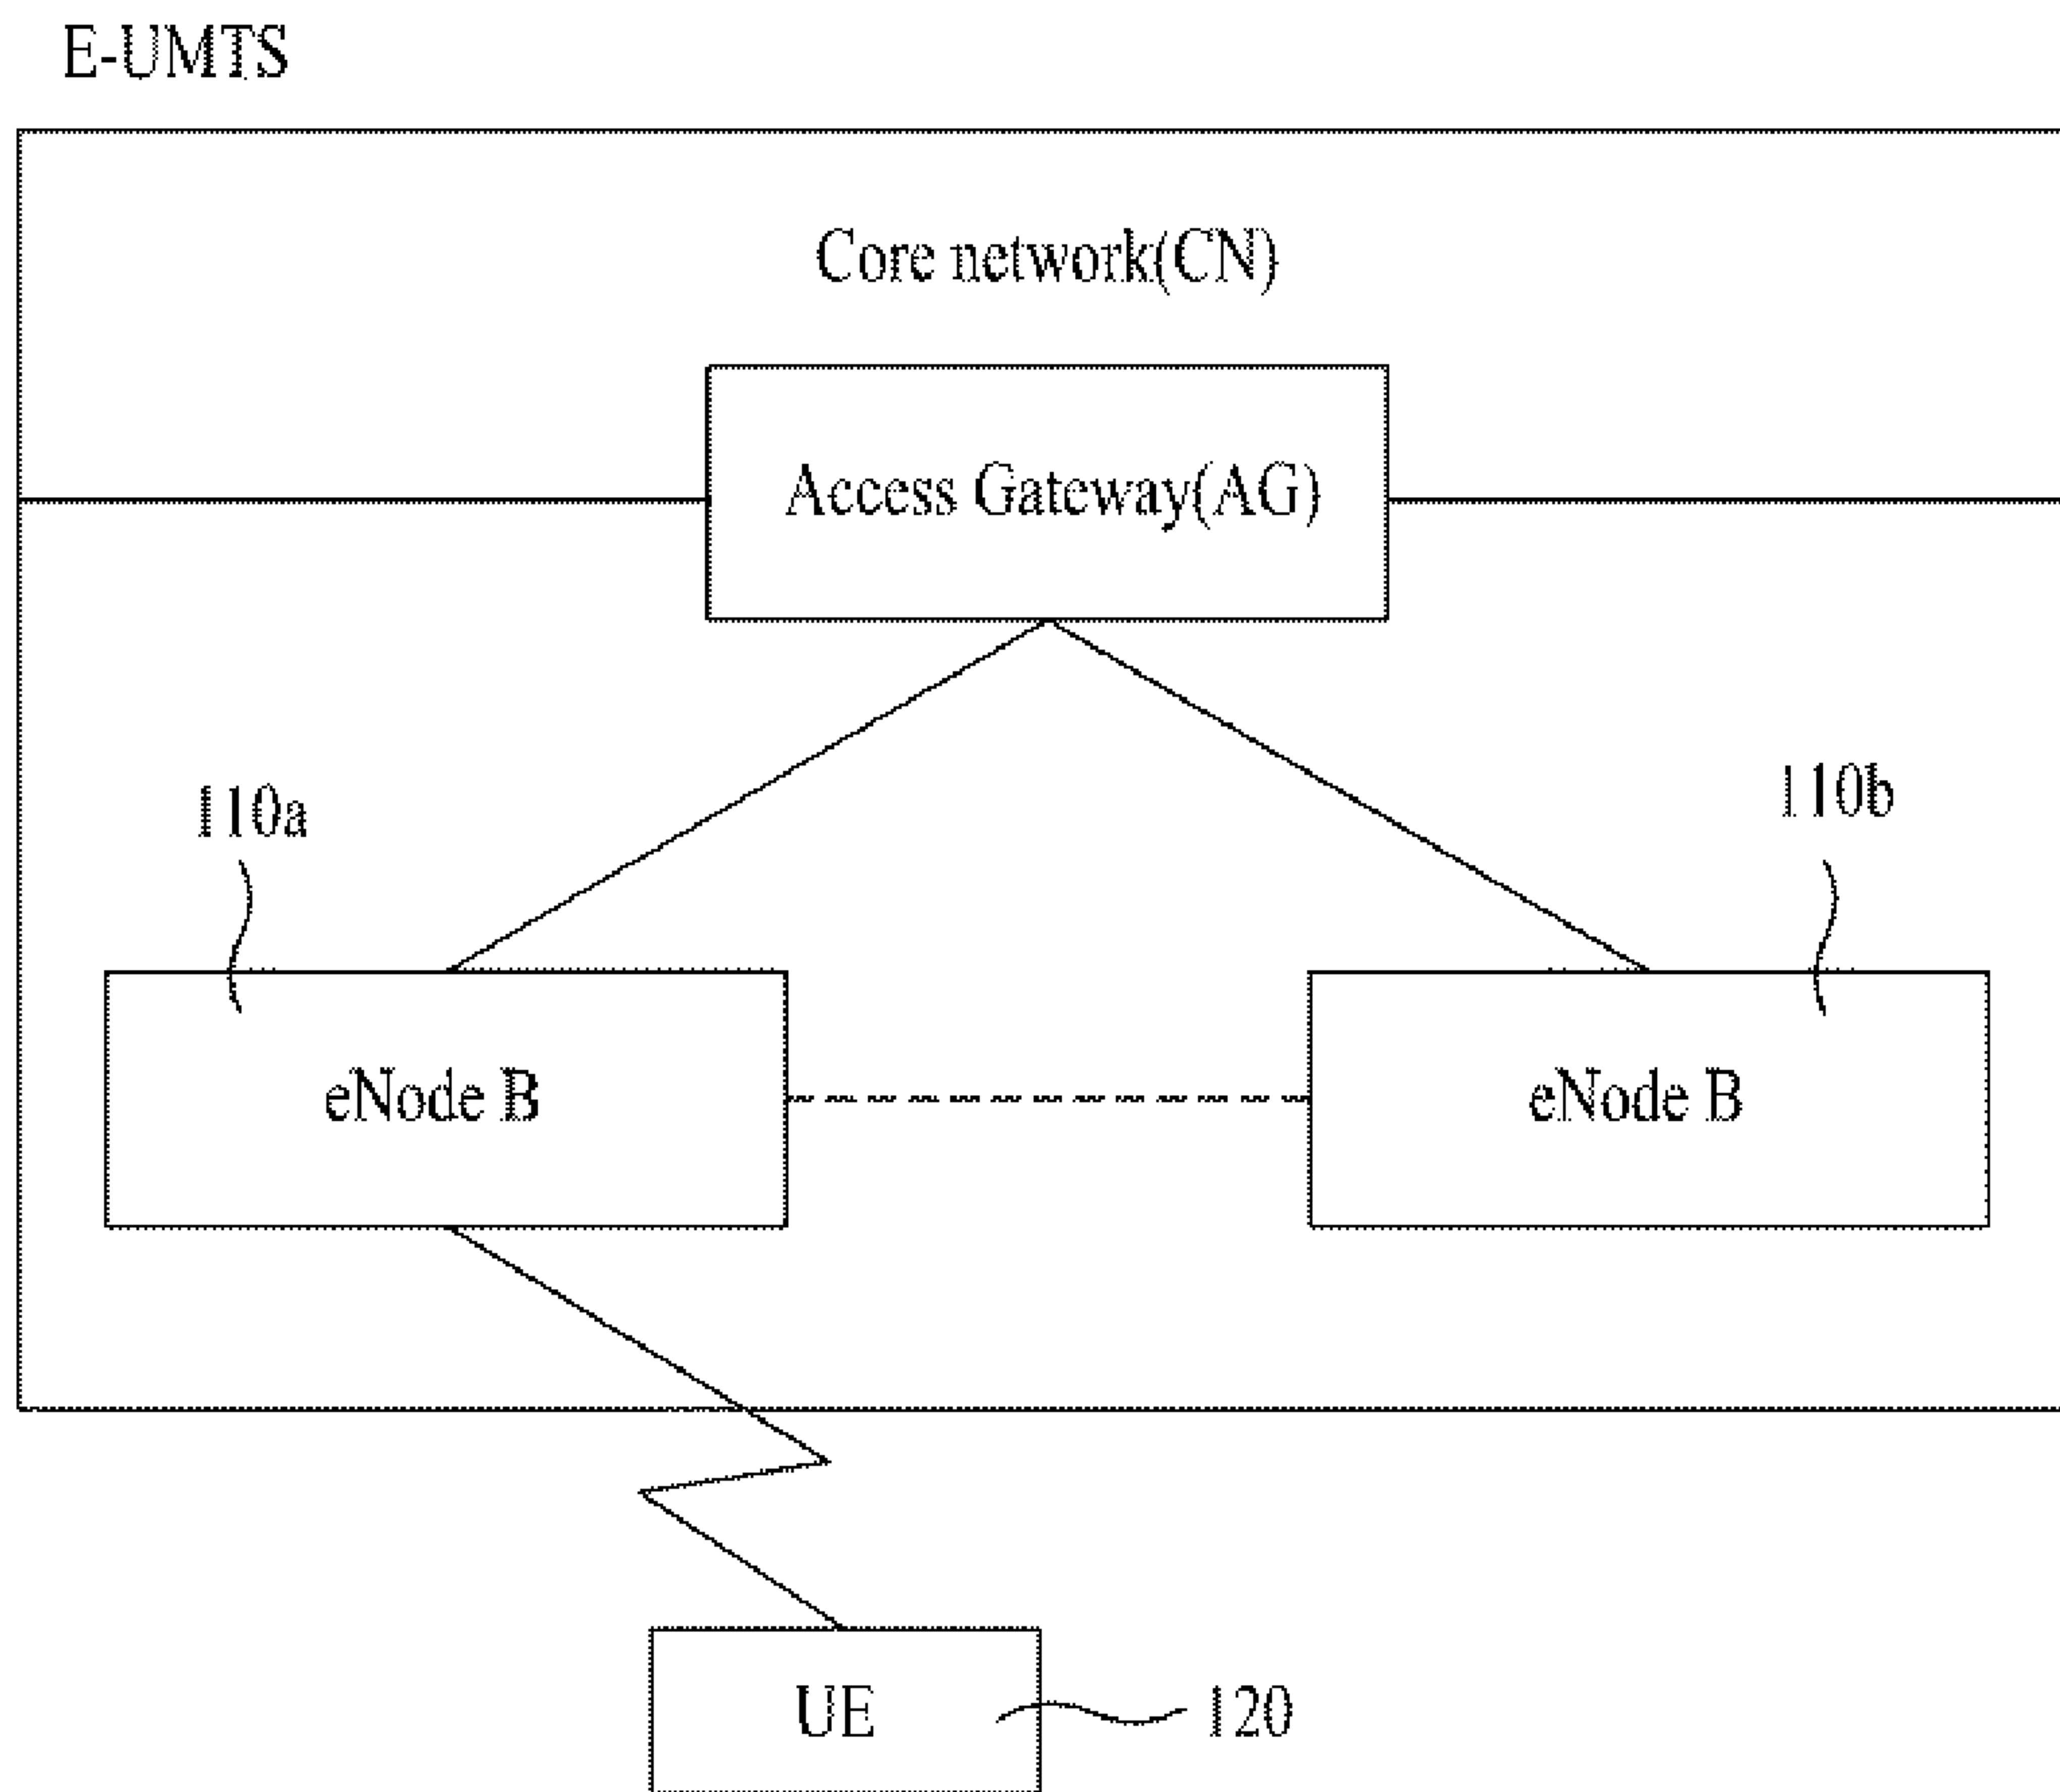 E-UMTS
Core network(CN)
Access Gateway(AG)
110a
110b
eNode B
eNode B
UE
120